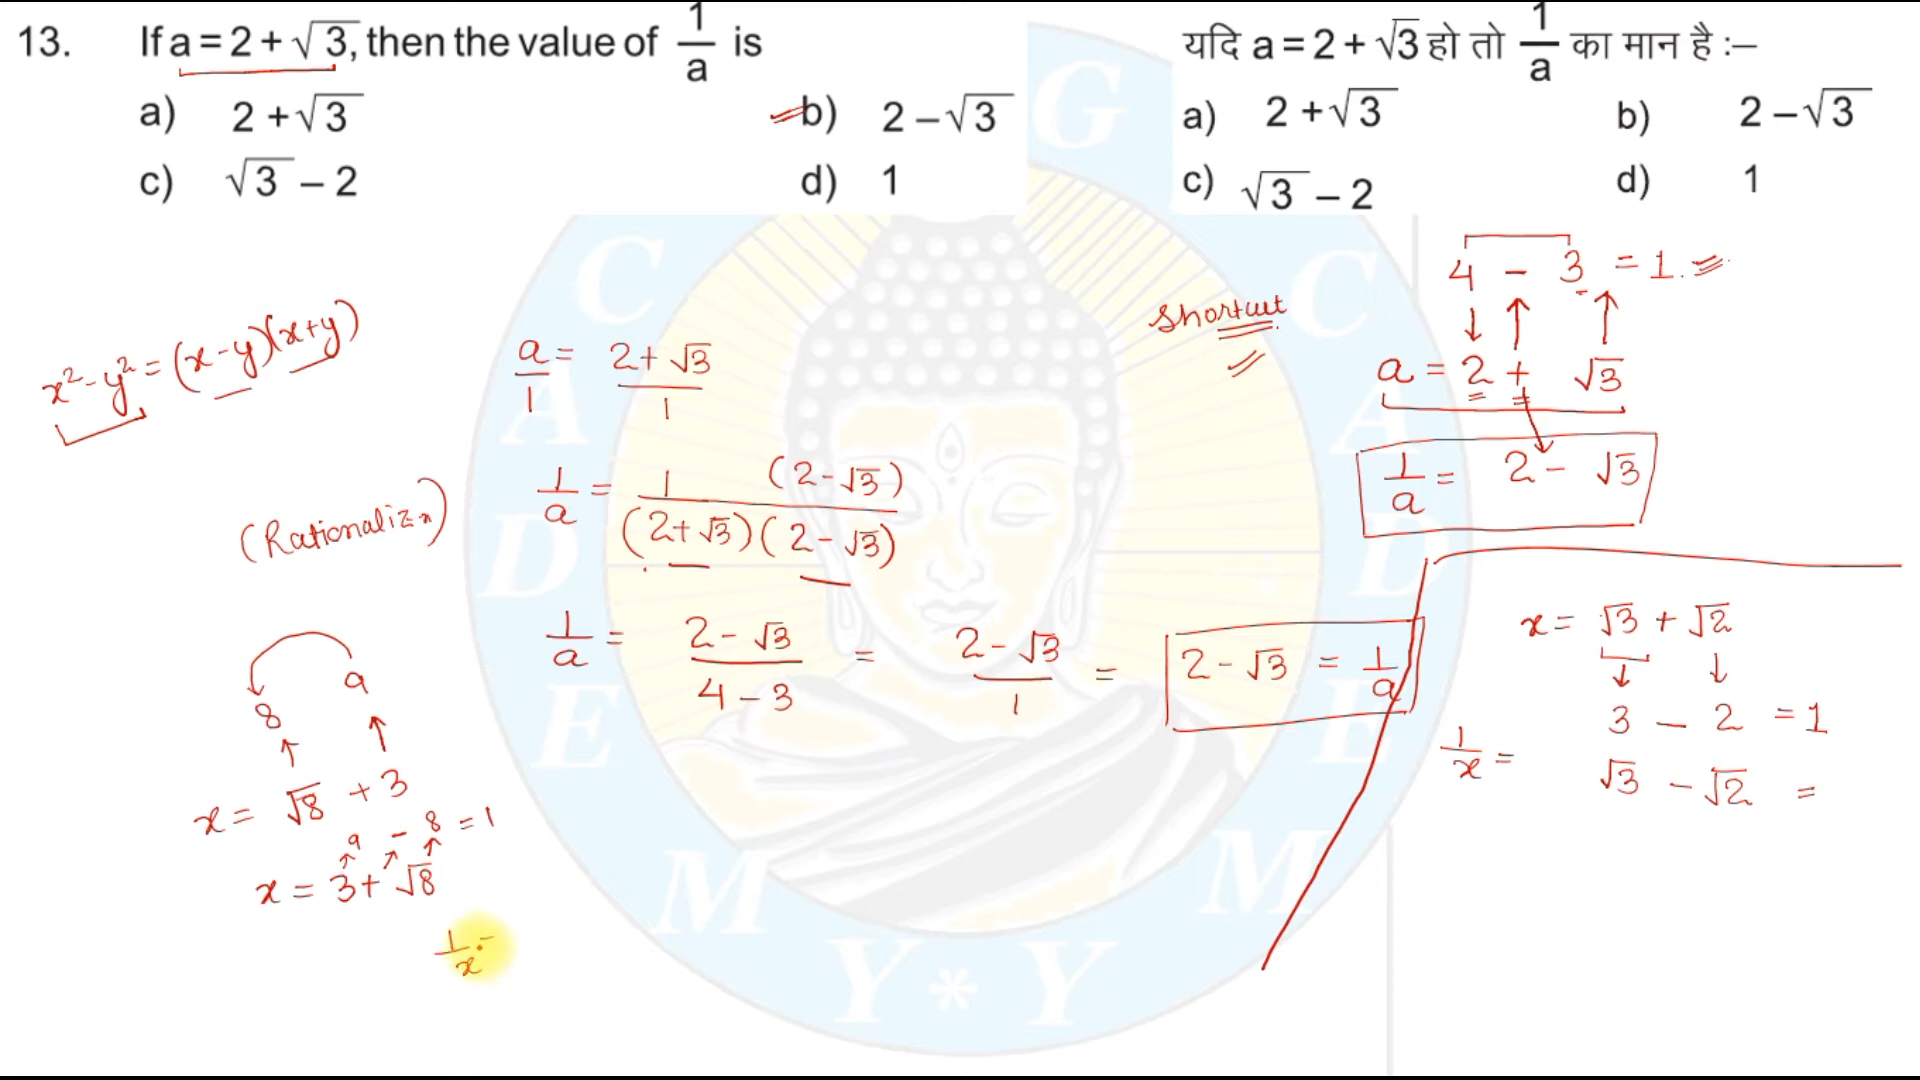 13. If a = 2 + √3, then the value of 1/a is
a) 2 + √3 b) 2 – √3
c) √3 – 2 d) 1
यदि a = 2 + √3 हो तो 1/a का मान है :–
a) 2 + √3 b) 2 – √3
c) √3 – 2 d) 1
x² - y² = (x-y)(x+y)
a/1 = 2+√3/1
(Rationalizn)
1/a = 1 (2-√3)/(2+√3)(2-√3)
1/a = 2-√3/4-3 = 2-√3/1 = 2-√3 = 1/a
8 9
x = √8 + 3
9 - 8 = 1
x = 3+√8
1/x =
Shortcut
4 - 3 = 1
a = 2 + √3
1/a = 2 - √3
x = √3 + √2
3 - 2 = 1
1/x = √3 - √2 =
G
C C
A A
D D
E E
M M
Y * Y